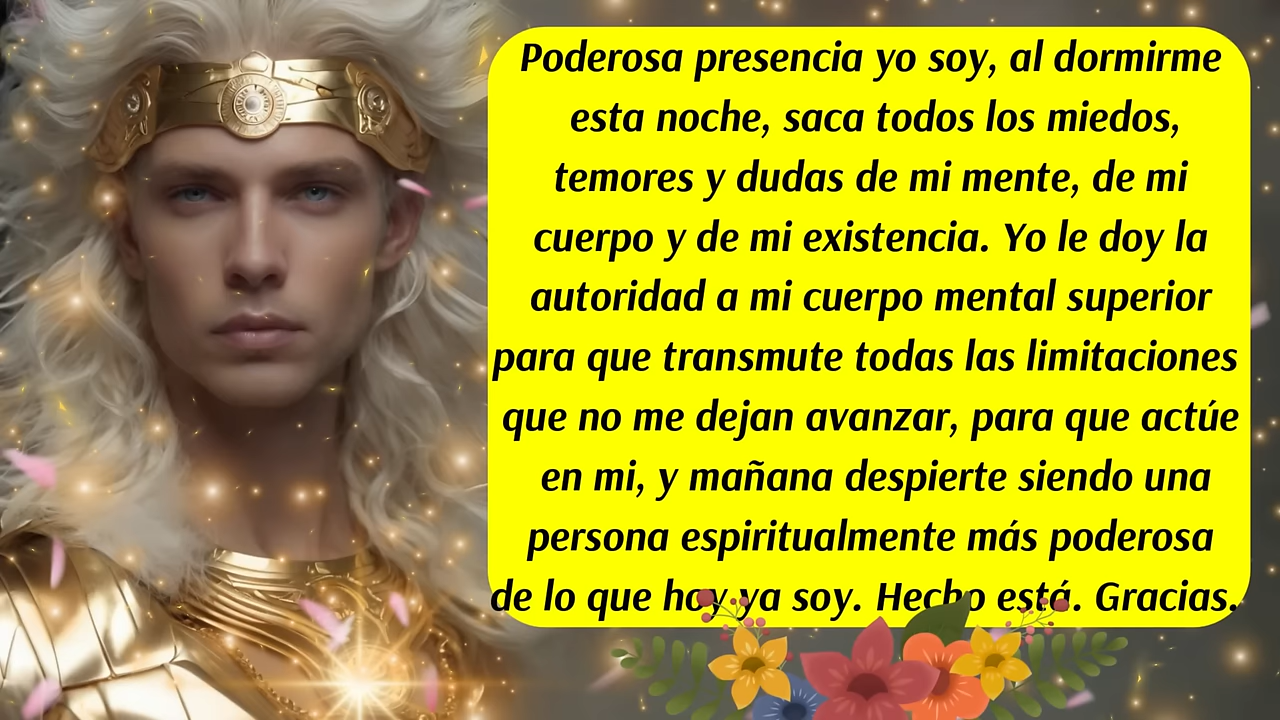 Poderosa presencia yo soy, al dormirme
esta noche, saca todos los miedos,
temores y dudas de mi mente, de mi
cuerpo y de mi existencia. Yo le doy la
autoridad a mi cuerpo mental superior
para que transmute todas las limitaciones
que no me dejan avanzar, para que actúe
en mi, y mañana despierte siendo una
persona espiritualmente más poderosa
de lo que hoy ya soy. Hecho está. Gracias.